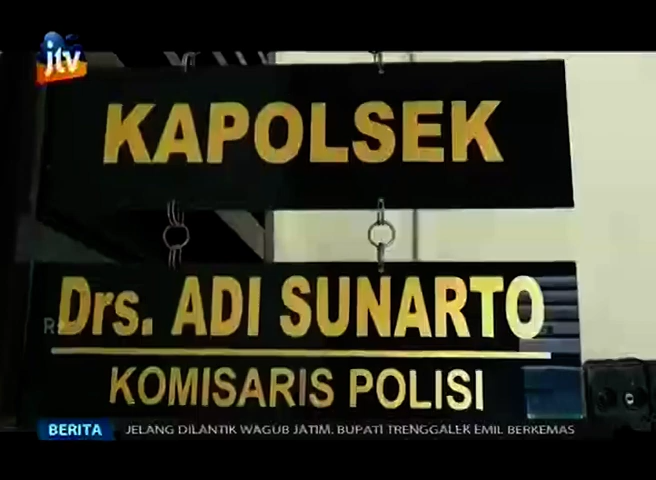 jtv
KAPOLSEK
Drs. ADI SUNARTO
KOMISARIS POLISI
BERITA JELANG DILANTIK WAGUB JATIM, BUPATI TRENGGALEK EMIL BERKEMAS